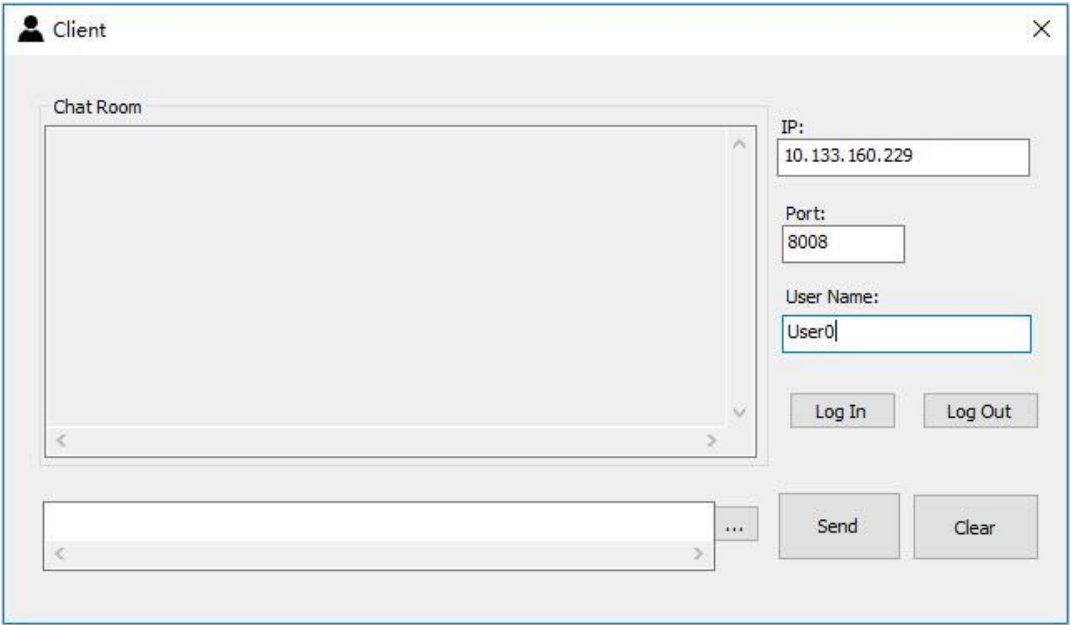 Client
Chat Room
IP:
10.133.160.229
Port:
8008
User Name:
User0
Log In
Log Out
...
Send
Clear